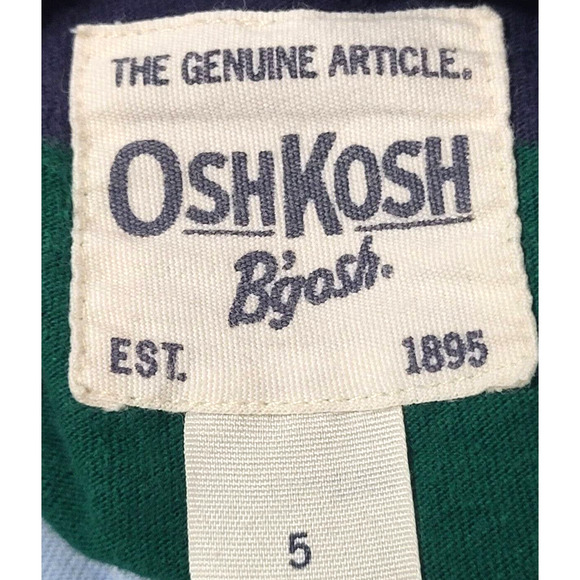 THE GENUINE ARTICLE.
OSHKOSH
B'gosh.
EST. 1895
5